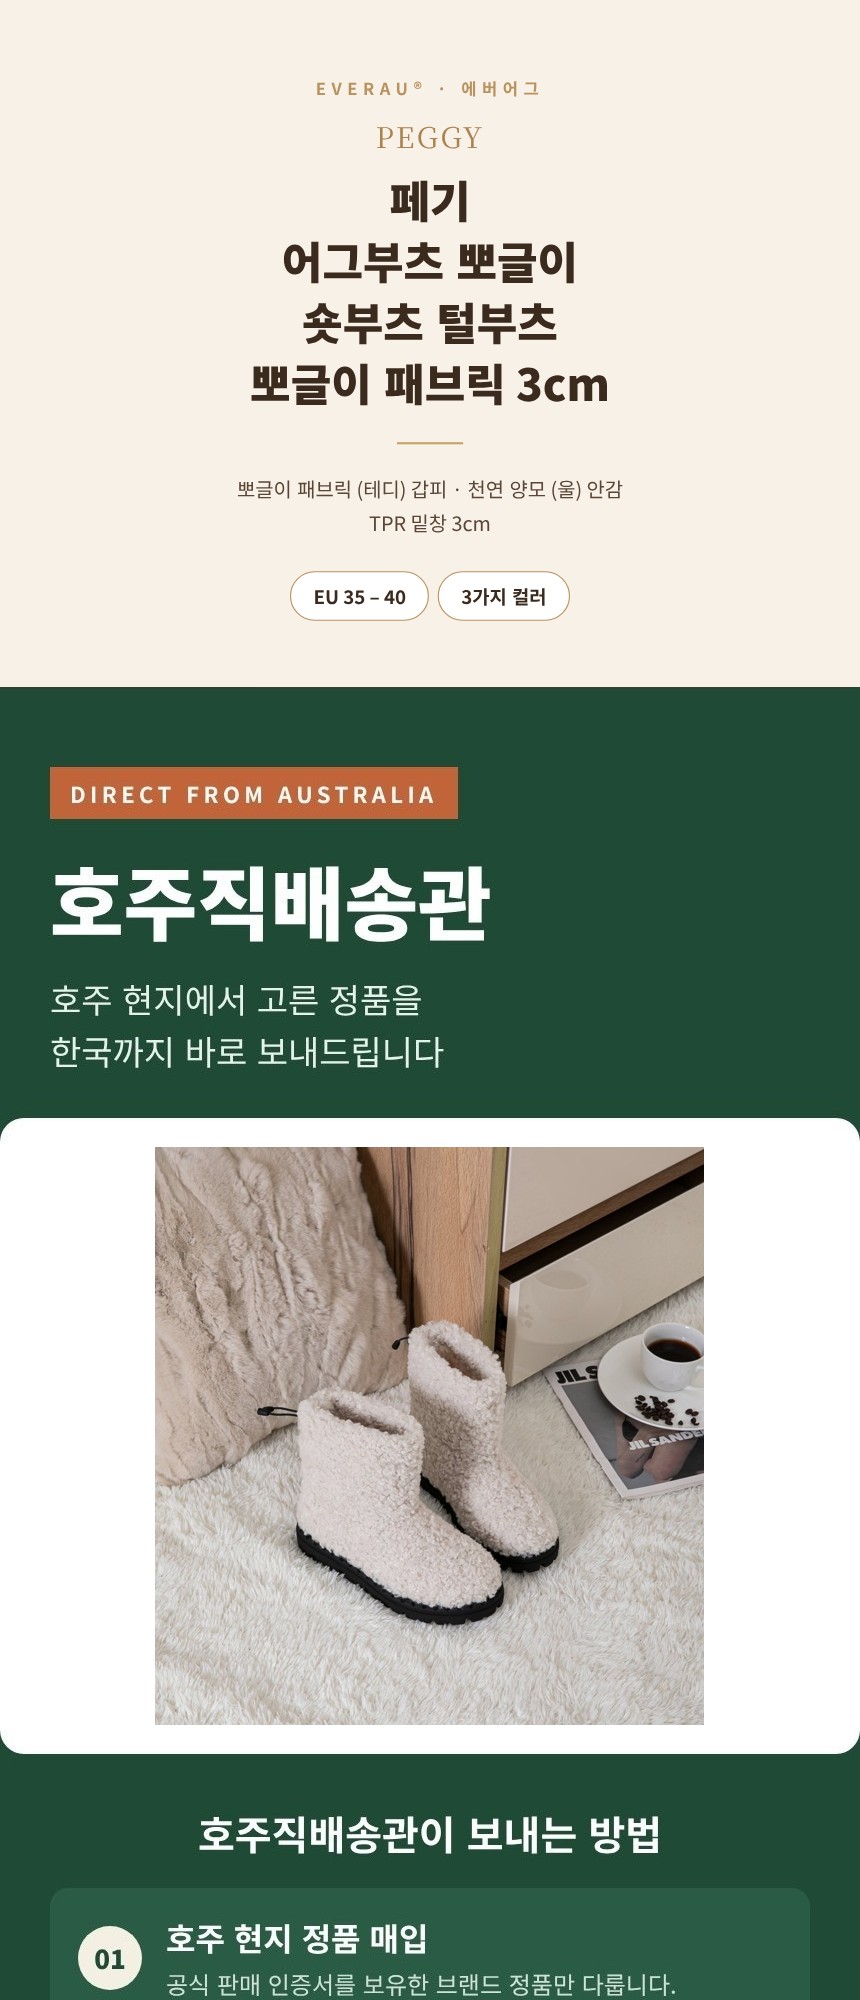 EVERAU® · 에버어그
PEGGY
페기
어그부츠 뽀글이
숏부츠 털부츠
뽀글이 패브릭 3cm
뽀글이 패브릭 (테디) 갑피 · 천연 양모 (울) 안감
TPR 밑창 3cm
EU 35 – 40
3가지 컬러
DIRECT FROM AUSTRALIA
호주직배송관
호주 현지에서 고른 정품을
한국까지 바로 보내드립니다
JIL S
JIL SANDE
호주직배송관이 보내는 방법
01
호주 현지 정품 매입
공식 판매 인증서를 보유한 브랜드 정품만 다룹니다.